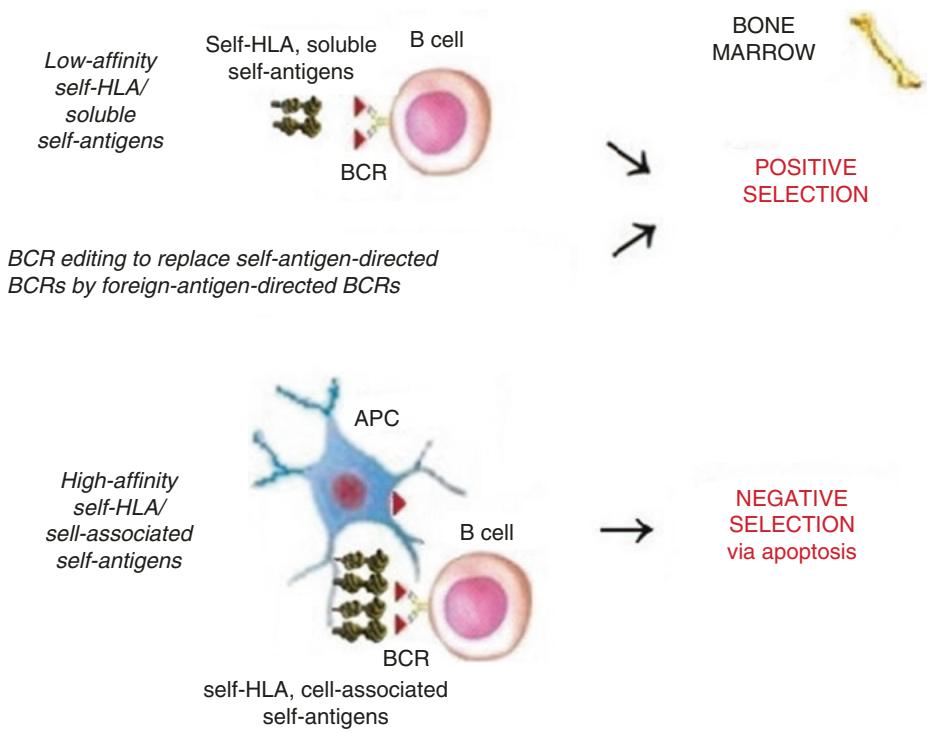 Low-affinity
self-HLA/
soluble
self-antigens
Self-HLA, soluble
self-antigens
B cell
BCR
BONE
MARROW
POSITIVE
SELECTION
BCR editing to replace self-antigen-directed
BCRs by foreign-antigen-directed BCRs
APC
High-affinity
self-HLA/
sell-associated
self-antigens
B cell
BCR
self-HLA, cell-associated
self-antigens
NEGATIVE
SELECTION
via apoptosis